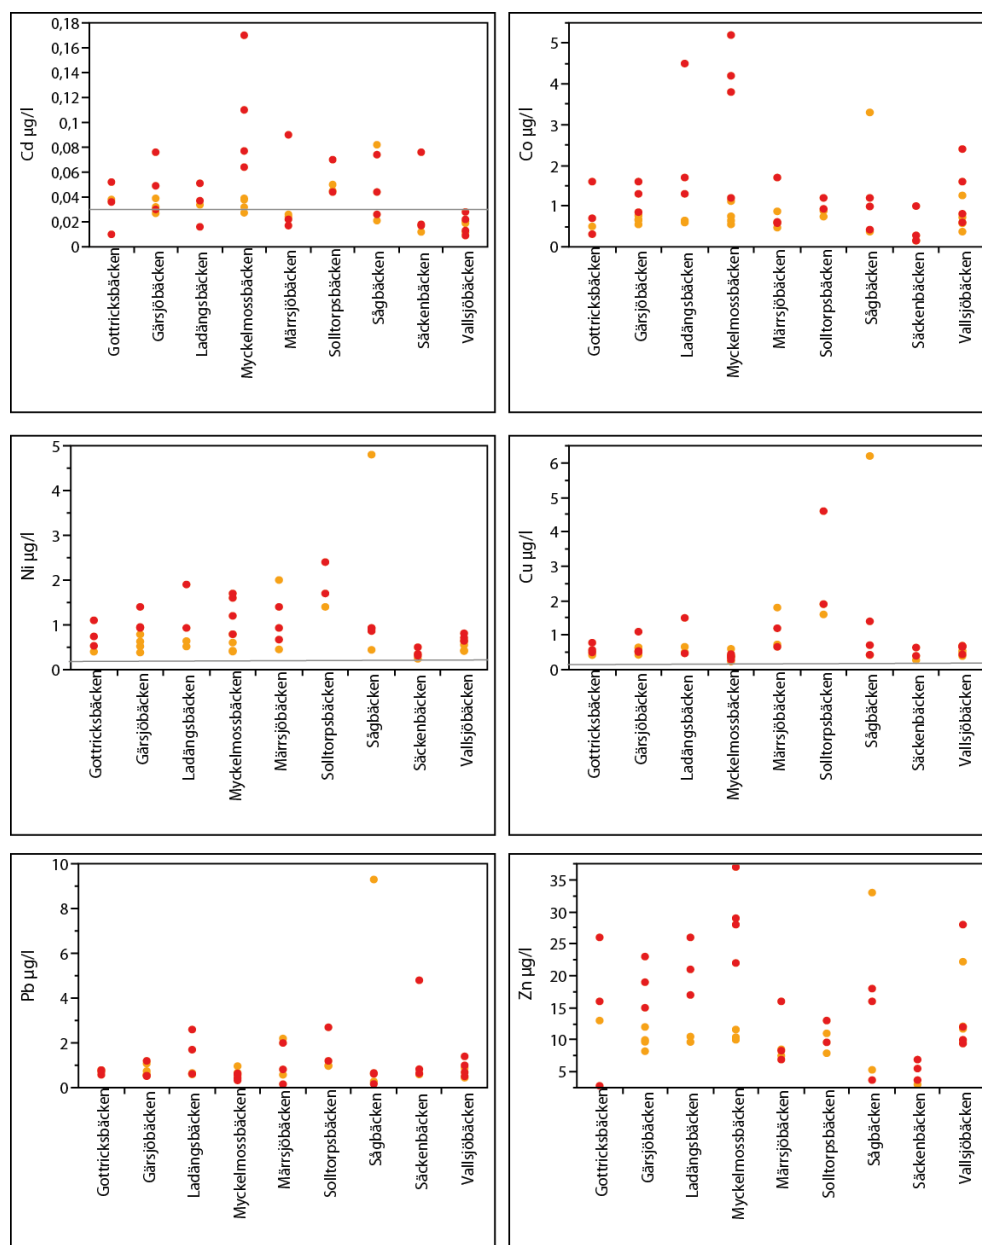 Cd µg/l
0,18
0,16
0,14
0,12
0,1
0,08
0,06
0,04
0,02
0
Gottricksbäcken
Gärsjöbäcken
Ladängsbäcken
Myckelmossbäcken
Märrsjöbäcken
Solltorpsbäcken
Sågbäcken
Säckenbäcken
Vallsjöbäcken
Co µg/l
5
4
3
2
1
0
Gottricksbäcken
Gärsjöbäcken
Ladängsbäcken
Myckelmossbäcken
Märrsjöbäcken
Solltorpsbäcken
Sågbäcken
Säckenbäcken
Vallsjöbäcken
Ni µg/l
5
4
3
2
1
0
Gottricksbäcken
Gärsjöbäcken
Ladängsbäcken
Myckelmossbäcken
Märrsjöbäcken
Solltorpsbäcken
Sågbäcken
Säckenbäcken
Vallsjöbäcken
Cu µg/l
6
5
4
3
2
1
0
Gottricksbäcken
Gärsjöbäcken
Ladängsbäcken
Myckelmossbäcken
Märrsjöbäcken
Solltorpsbäcken
Sågbäcken
Säckenbäcken
Vallsjöbäcken
Pb µg/l
10
8
6
4
2
0
Gottricksbäcken
Gärsjöbäcken
Ladängsbäcken
Myckelmossbäcken
Märrsjöbäcken
Solltorpsbäcken
Sågbäcken
Säckenbäcken
Vallsjöbäcken
Zn µg/l
35
30
25
20
15
10
5
Gottricksbäcken
Gärsjöbäcken
Ladängsbäcken
Myckelmossbäcken
Märrsjöbäcken
Solltorpsbäcken
Sågbäcken
Säckenbäcken
Vallsjöbäcken